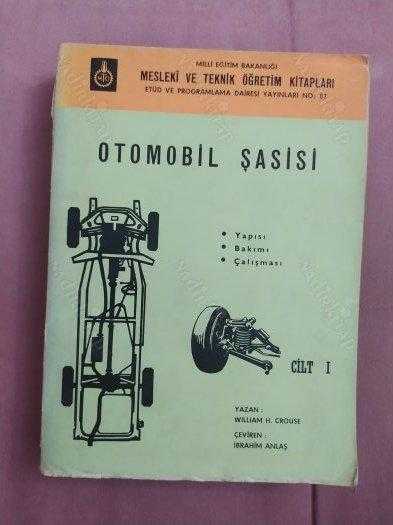 MİLLİ EĞİTİM BAKANLIĞI
MESLEKİ VE TEKNİK ÖĞRETİM KİTAPLARI
ETÜD VE PROGRAMLAMA DAİRESİ YAYINLARI NO: 81
OTOMOBİL ŞASİSİ
• Yapısı
• Bakımı
• Çalışması
CİLT I
YAZAN :
WILLIAM H. CROUSE
ÇEVİREN :
İBRAHİM ANLAŞ